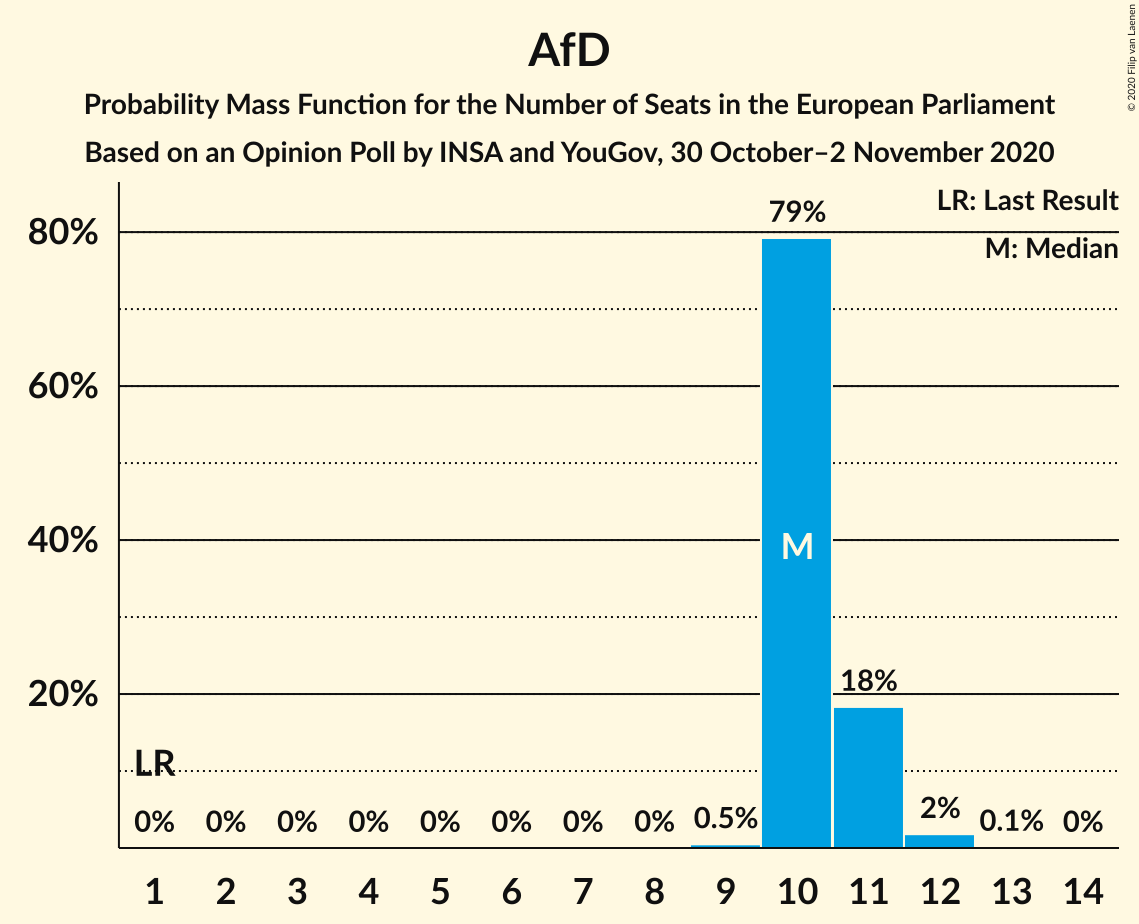 AfD
Probability Mass Function for the Number of Seats in the European Parliament
Based on an Opinion Poll by INSA and YouGov, 30 October–2 November 2020
© 2020 Filip van Laenen
LR: Last Result
M: Median
80%
60%
40%
20%
79%
M
18%
LR
0% 0% 0% 0% 0% 0% 0% 0% 0.5% 2% 0.1% 0%
1 2 3 4 5 6 7 8 9 10 11 12 13 14